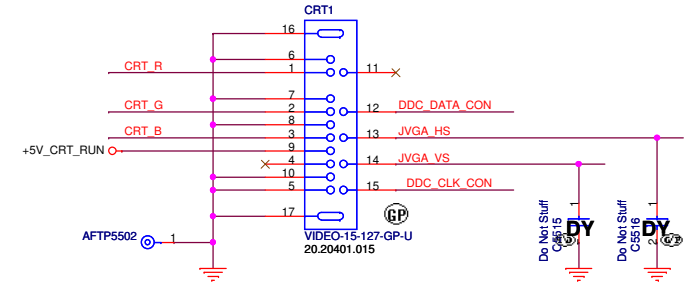 CRT1
16
6
CRT_R 1 11
7
CRT_G 2 12 DDC_DATA_CON
8
CRT_B 3 13 JVGA_HS
+5V_CRT_RUN 9
4 14 JVGA_VS
10
5 15 DDC_CLK_CON
17
GP
AFTP5502 1
VIDEO-15-127-GP-U
20.20401.015
Do Not Stuff
1
DY
Do Not Stuff
C5516
1
DY
2